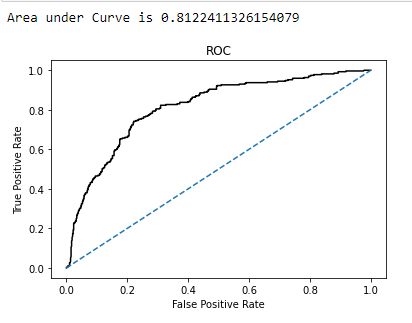 Area under Curve is 0.8122411326154079
ROC
1.0
0.8
0.6
0.4
0.2
0.0
True Positive Rate
0.0 0.2 0.4 0.6 0.8 1.0
False Positive Rate